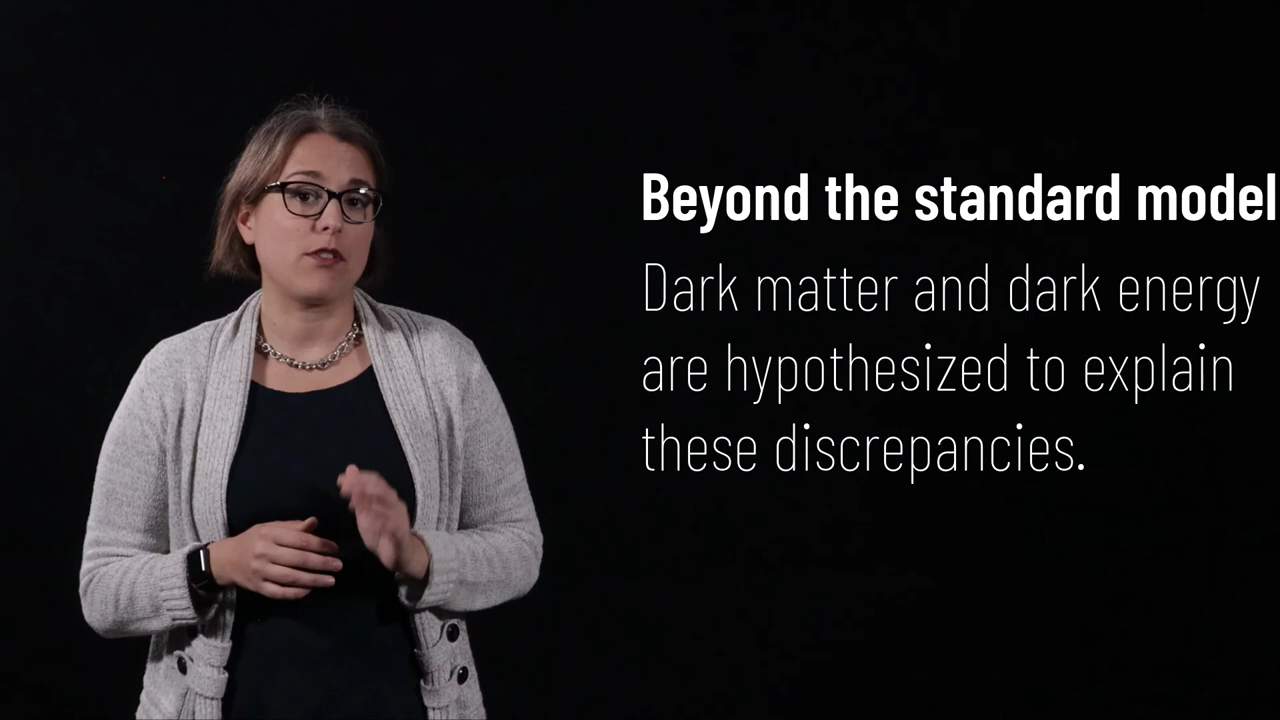 Beyond the standard model
Dark matter and dark energy
are hypothesized to explain
these discrepancies.